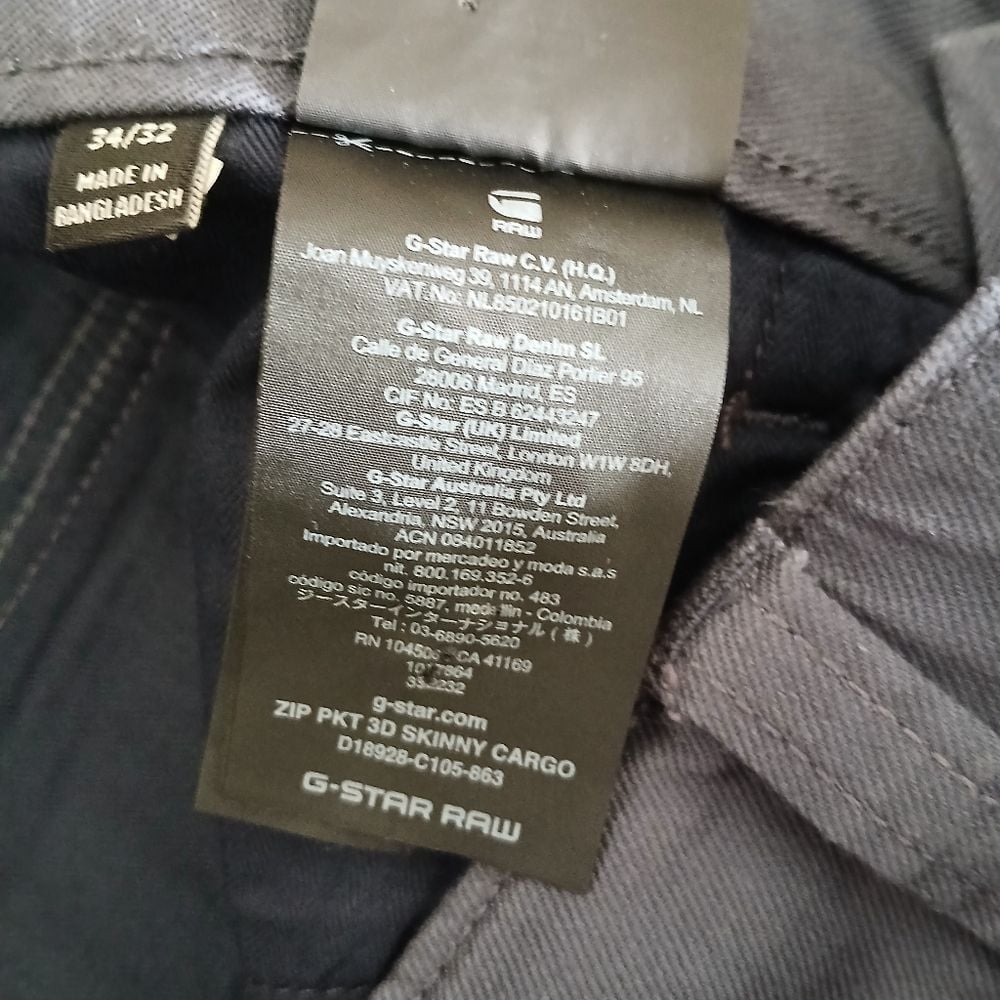 34/32
MADE IN
BANGLADESH
RAW
G-Star Raw C.V. (H.Q.)
Joan Muyskenweg 39, 1114 AN, Amsterdam, NL
VAT No: NL850210161B01
G-Star Raw Denim SL
Calle de General Diaz Porlier 95
28006 Madrid, ES
GIF No: ES B 62443247
G-Star (UK) Limited
27-28 Eastcastle Street, London W1W 8DH,
United Kingdom
G-Star Australia Pty Ltd
Suite 3, Level 2, 11 Bowden Street,
Alexandria, NSW 2015, Australia
ACN 084011852
Importado por mercadeo y moda s.a.s
nit. 800.169.352-6
código importador no. 483
código sic no. 5887, medellin - Colombia
ジースターインターナショナル(株)
Tel : 03-6890-5620
RN CA 41169
g-star.com
ZIP PKT 3D SKINNY CARGO
D18928-C105-863
G-STAR RAW